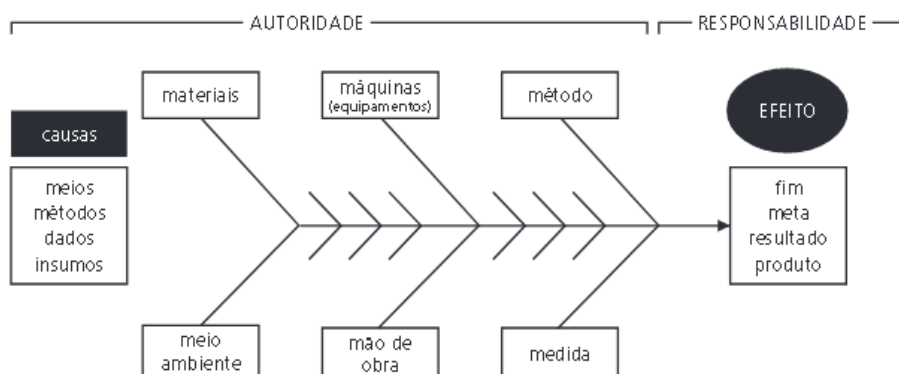 AUTORIDADE
RESPONSABILIDADE
materiais
máquinas
(equipamentos)
método
EFEITO
causas
meios
métodos
dados
insumos
fim
meta
resultado
produto
meio
ambiente
mão de
obra
medida